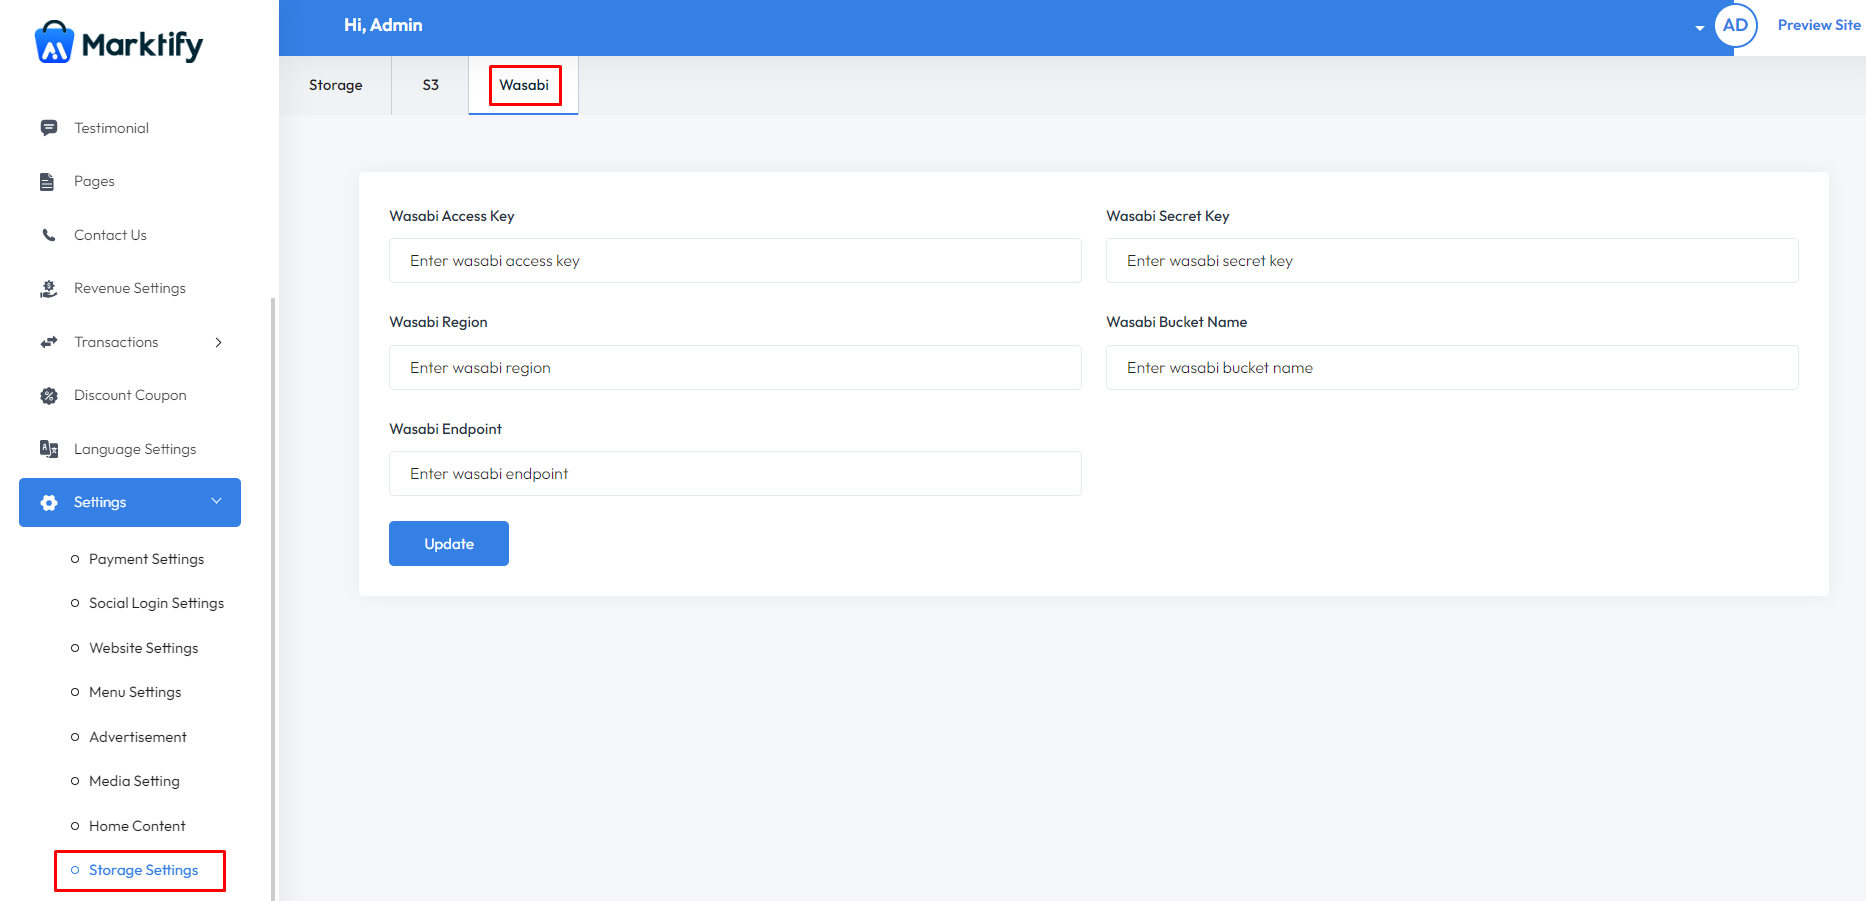 Marktify
Testimonial
Pages
Contact Us
Revenue Settings
Transactions
Discount Coupon
Language Settings
Settings
Payment Settings
Social Login Settings
Website Settings
Menu Settings
Advertisement
Media Setting
Home Content
Storage Settings
Hi, Admin
AD
Preview Site
Storage
S3
Wasabi
Wasabi Access Key
Enter wasabi access key
Wasabi Secret Key
Enter wasabi secret key
Wasabi Region
Enter wasabi region
Wasabi Bucket Name
Enter wasabi bucket name
Wasabi Endpoint
Enter wasabi endpoint
Update